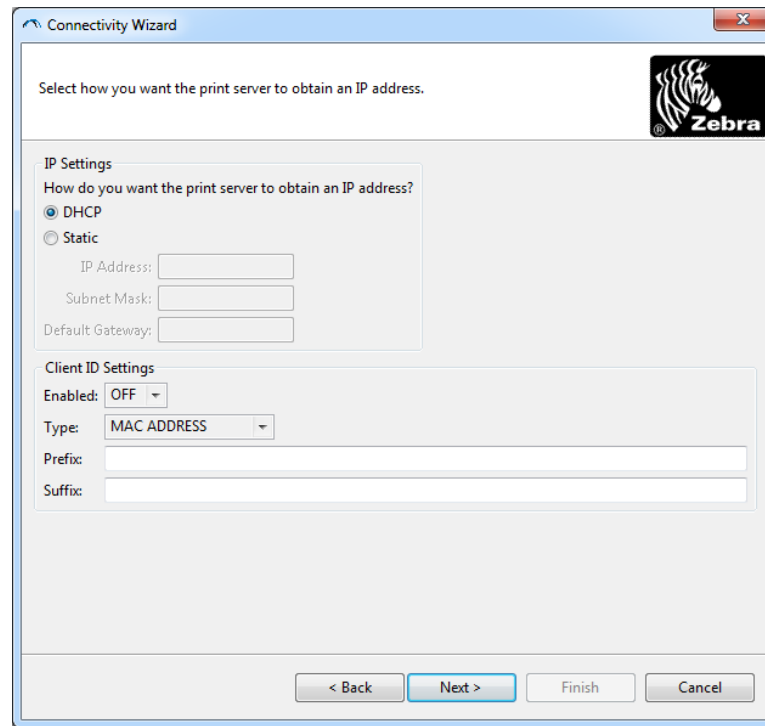 Connectivity Wizard
X
Select how you want the print server to obtain an IP address.
® Zebra
IP Settings
How do you want the print server to obtain an IP address?
DHCP
Static
IP Address:
Subnet Mask:
Default Gateway:
Client ID Settings
Enabled: OFF
Type: MAC ADDRESS
Prefix:
Suffix:
< Back Next > Finish Cancel